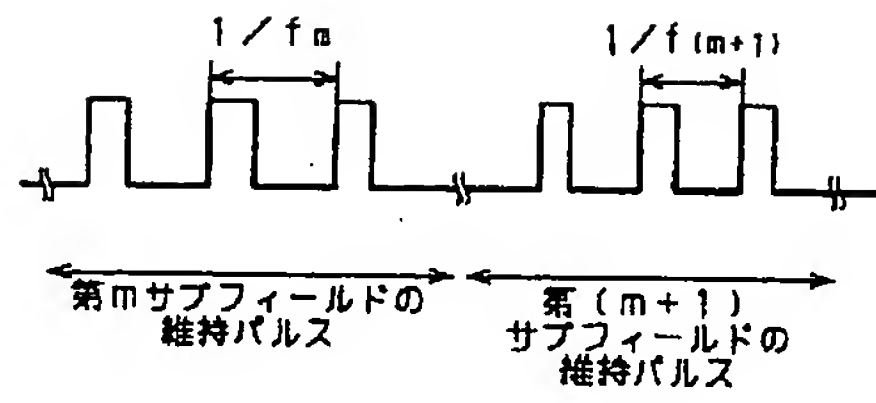 1/fm
1/f(m+1)
第mサブフィールドの
維持パルス
第(m+1)
サブフィールドの
維持パルス